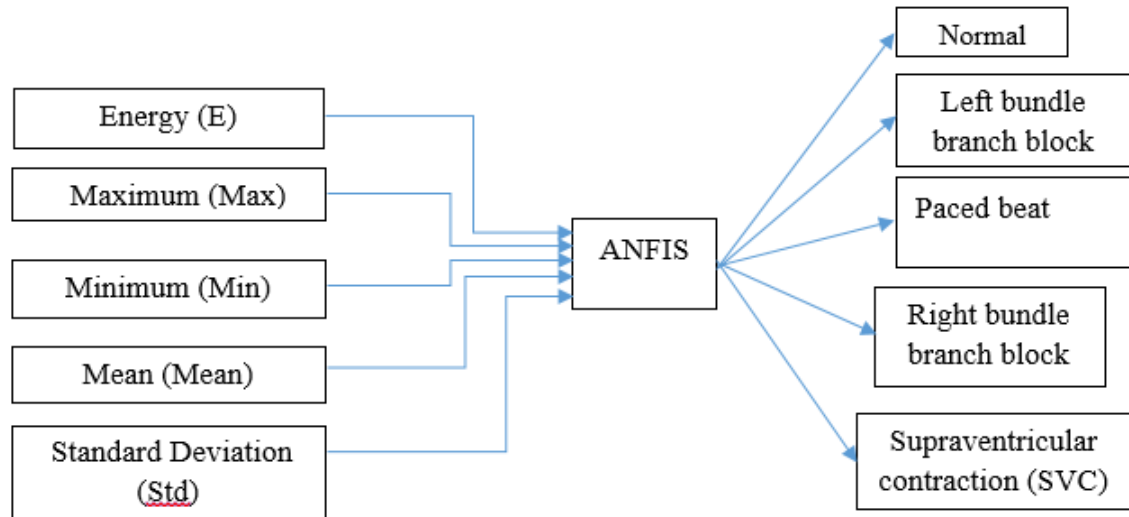 Energy (E)
Maximum (Max)
Minimum (Min)
Mean (Mean)
Standard Deviation
(Std)
ANFIS
Normal
Left bundle
branch block
Paced beat
Right bundle
branch block
Supraventricular
contraction (SVC)